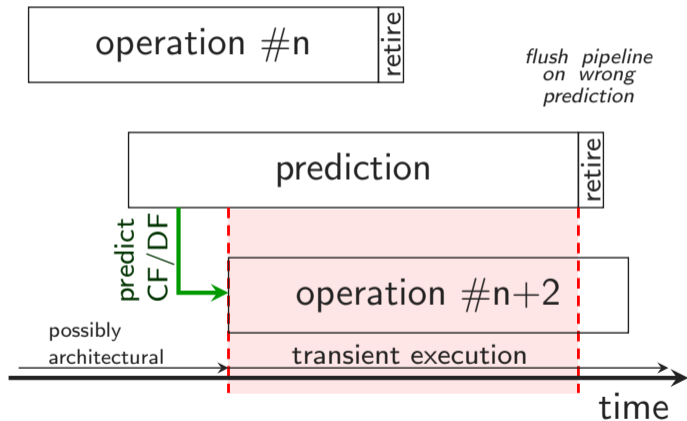 operation #n
retire
flush pipeline
on wrong
prediction
prediction
retire
predict
CF/DF
operation #n+2
possibly
architectural
transient execution
time